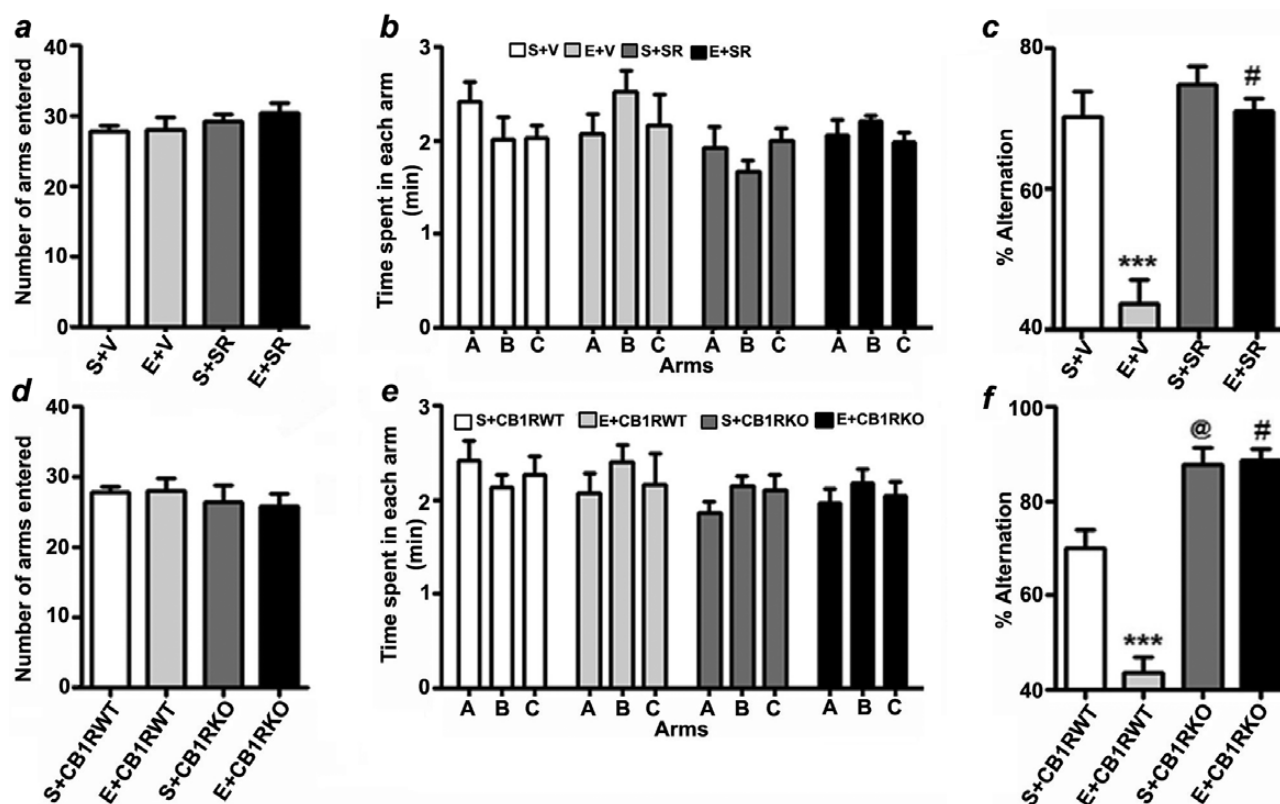 a
Number of arms entered
40
30
20
10
0
S+V
E+V
S+SR
E+SR
b
Time spent in each arm
(min)
3
2
1
0
S+V E+V S+SR E+SR
A B C A B C A B C A B C
Arms
c
% Alternation
80
60
40
***
#
S+V
E+V
S+SR
E+SR
d
Number of arms entered
40
30
20
10
0
S+CB1RWT
E+CB1RWT
S+CB1RKO
E+CB1RKO
e
Time spent in each arm
(min)
3
2
1
0
S+CB1RWT E+CB1RWT S+CB1RKO E+CB1RKO
A B C A B C A B C A B C
Arms
f
% Alternation
100
80
60
40
***
@
#
S+CB1RWT
E+CB1RWT
S+CB1RKO
E+CB1RKO